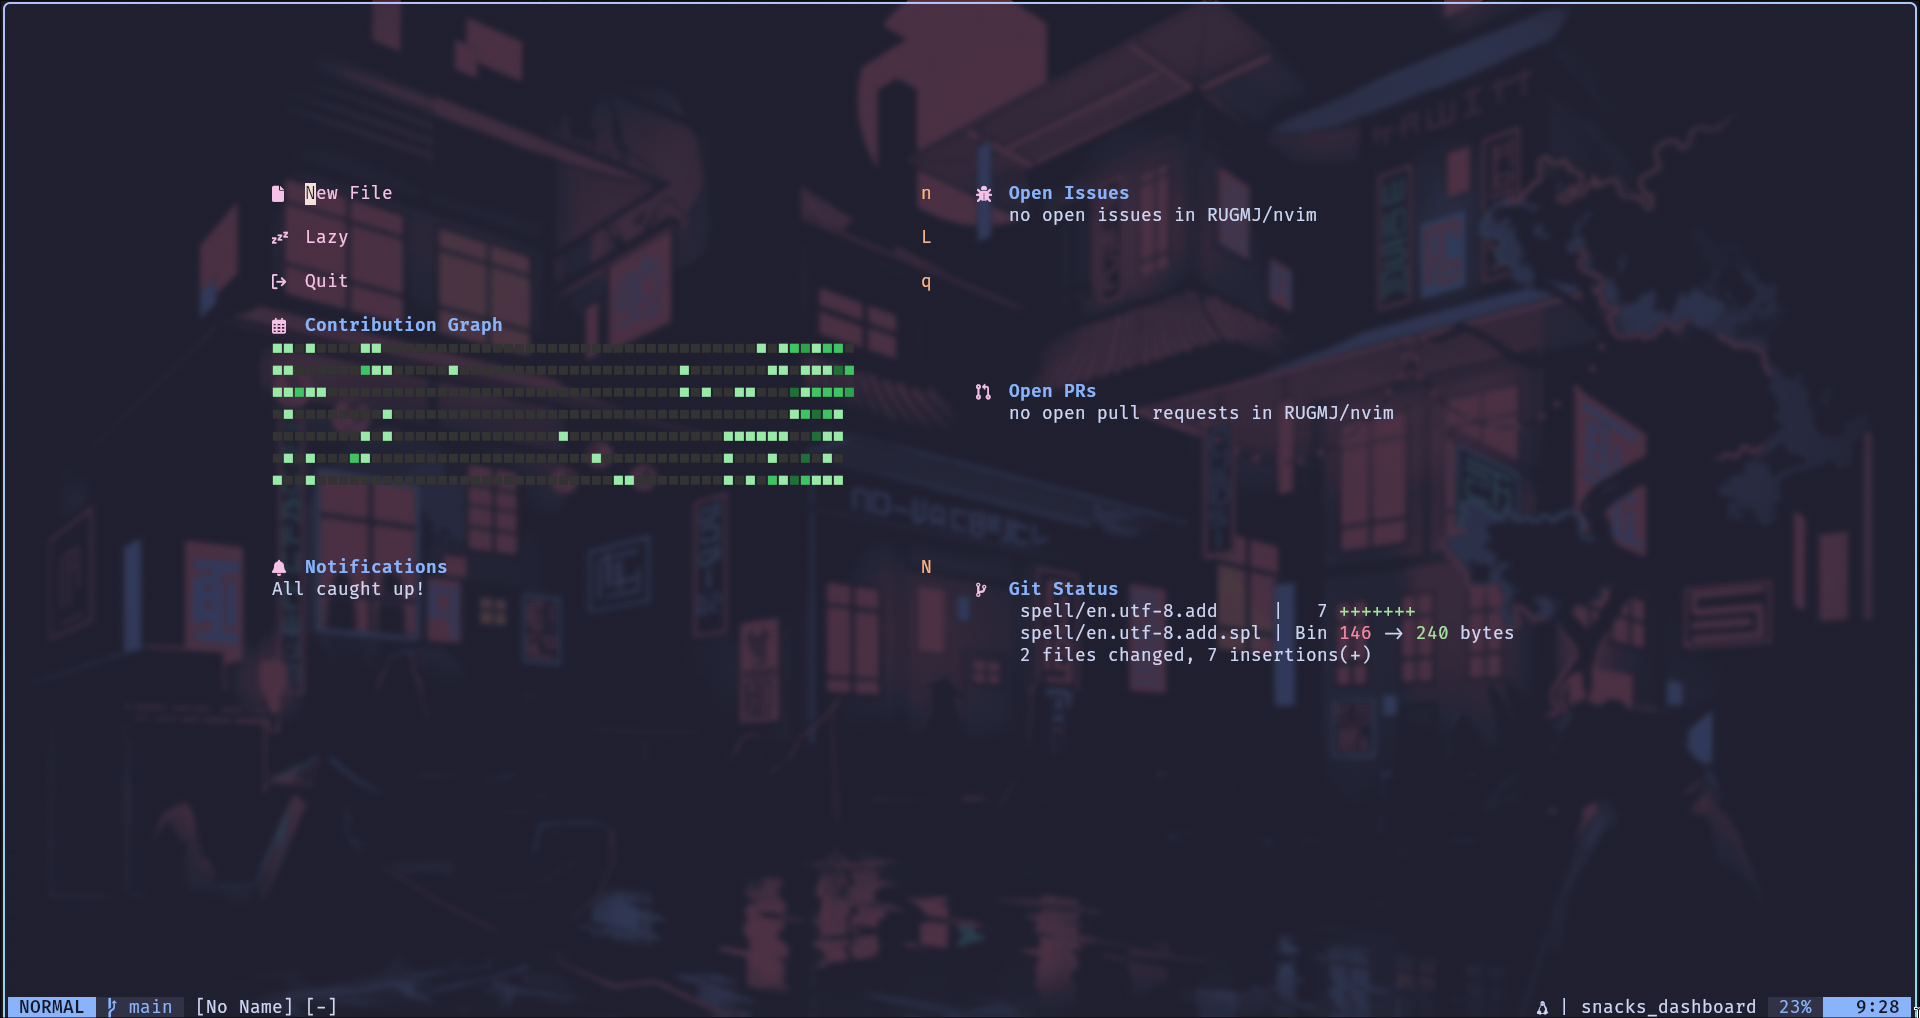 New File n
Lazy L
Quit q
Contribution Graph
Notifications N
All caught up!
Open Issues
no open issues in RUGMJ/nvim
Open PRs
no open pull requests in RUGMJ/nvim
Git Status
spell/en.utf-8.add | 7 +++++++
spell/en.utf-8.add.spl | Bin 146 -> 240 bytes
2 files changed, 7 insertions(+)
NORMAL main [No Name] [-] | snacks_dashboard 23% 9:28